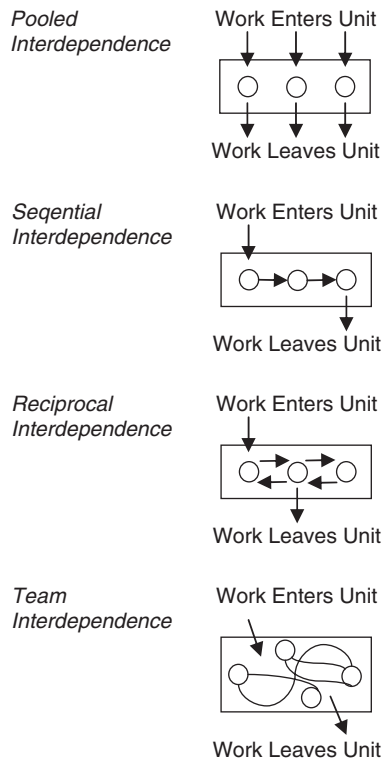 Pooled
Interdependence
Work Enters Unit
Work Leaves Unit
Seqential
Interdependence
Work Enters Unit
Work Leaves Unit
Reciprocal
Interdependence
Work Enters Unit
Work Leaves Unit
Team
Interdependence
Work Enters Unit
Work Leaves Unit